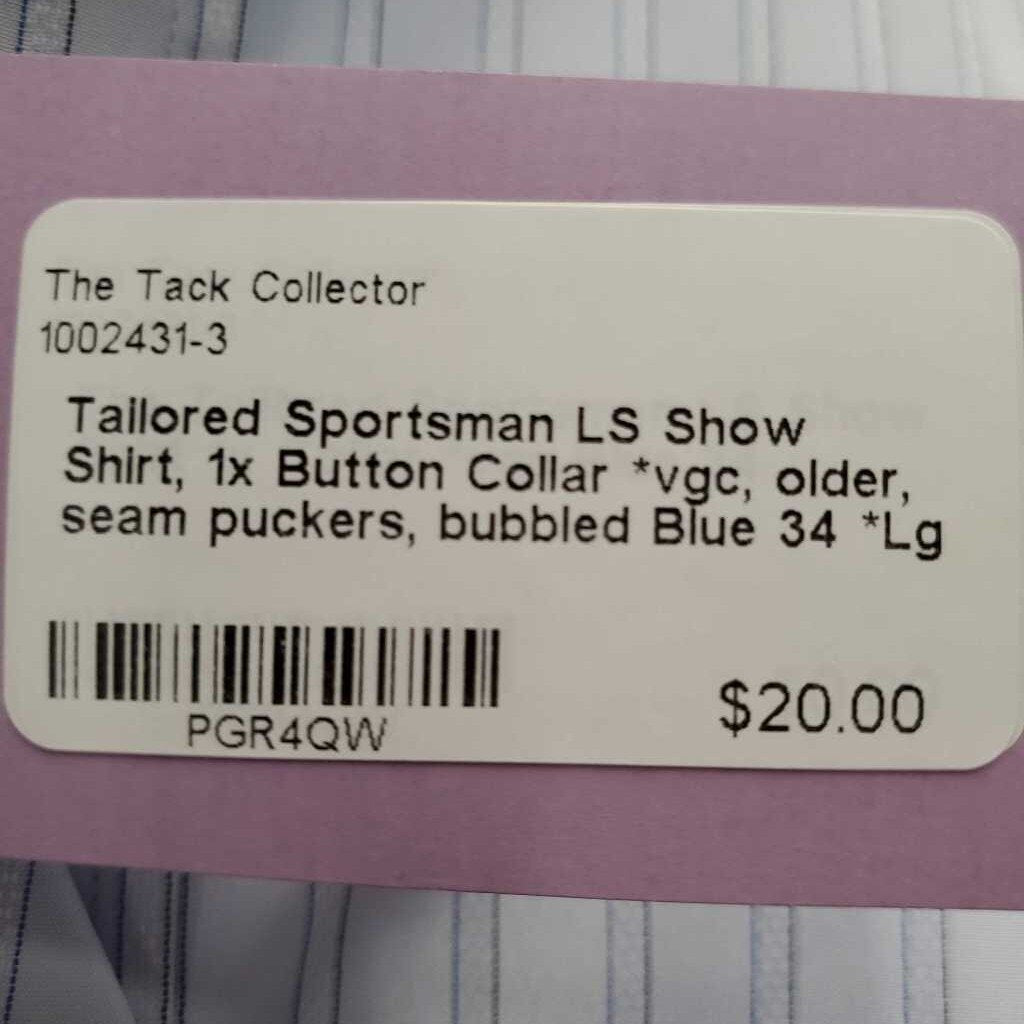 The Tack Collector
1002431-3
Tailored Sportsman LS Show
Shirt, 1x Button Collar *vgc, older,
seam puckers, bubbled Blue 34 *Lg
PGR4QW
$20.00